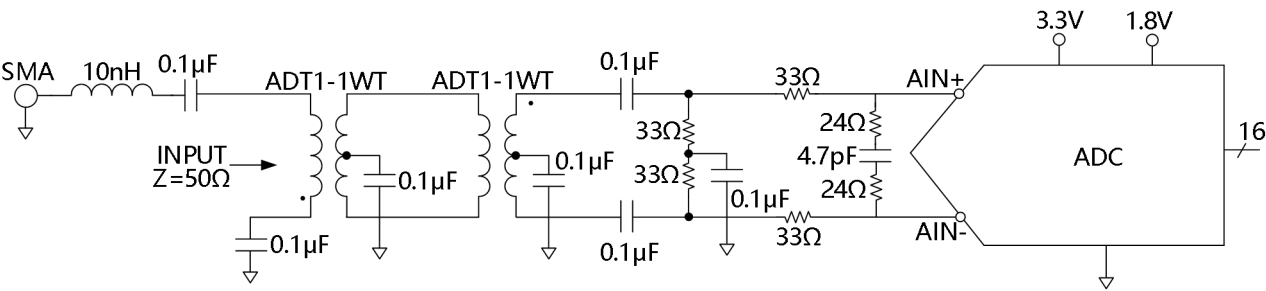 3.3V
1.8V
SMA
10nH
0.1μF
ADT1-1WT
ADT1-1WT
0.1μF
33Ω
AIN+
INPUT
Z=50Ω
0.1μF
0.1μF
33Ω
33Ω
0.1μF
24Ω
4.7pF
24Ω
ADC
16
0.1μF
0.1μF
33Ω
AIN-